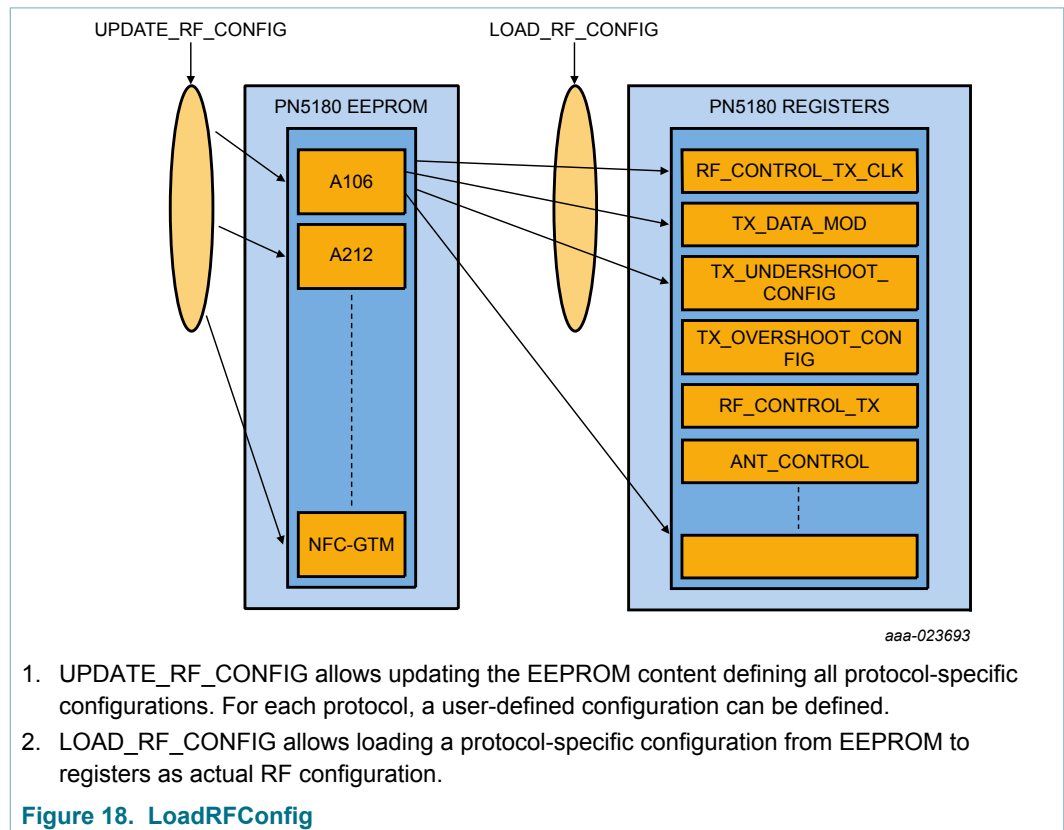 UPDATE_RF_CONFIG
LOAD_RF_CONFIG
PN5180 EEPROM
A106
A212
NFC-GTM
PN5180 REGISTERS
RF_CONTROL_TX_CLK
TX_DATA_MOD
TX_UNDERSHOOT_
CONFIG
TX_OVERSHOOT_CON
FIG
RF_CONTROL_TX
ANT_CONTROL
aaa-023693
1. UPDATE_RF_CONFIG allows updating the EEPROM content defining all protocol-specific
configurations. For each protocol, a user-defined configuration can be defined.
2. LOAD_RF_CONFIG allows loading a protocol-specific configuration from EEPROM to
registers as actual RF configuration.
Figure 18. LoadRFConfig